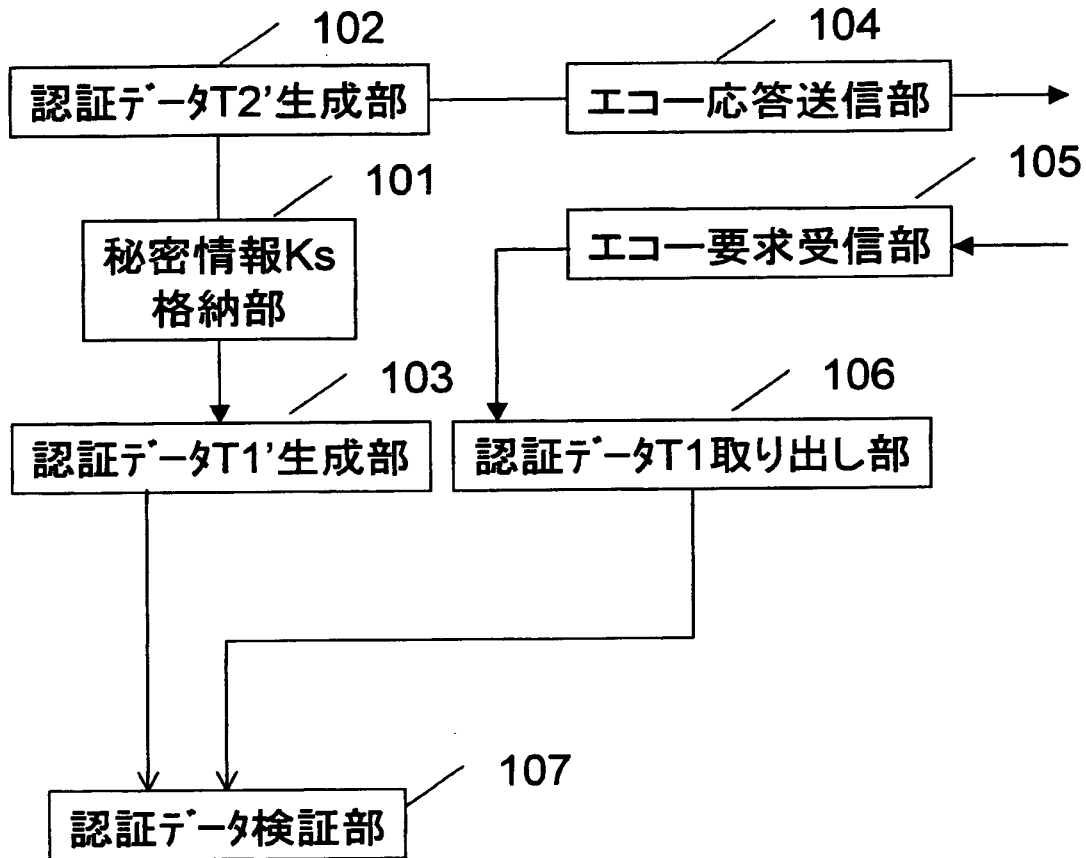 102
認証データT2'生成部
104
エコー応答送信部
101
秘密情報Ks
格納部
105
エコー要求受信部
103
認証データT1'生成部
106
認証データT1取り出し部
107
認証データ検証部